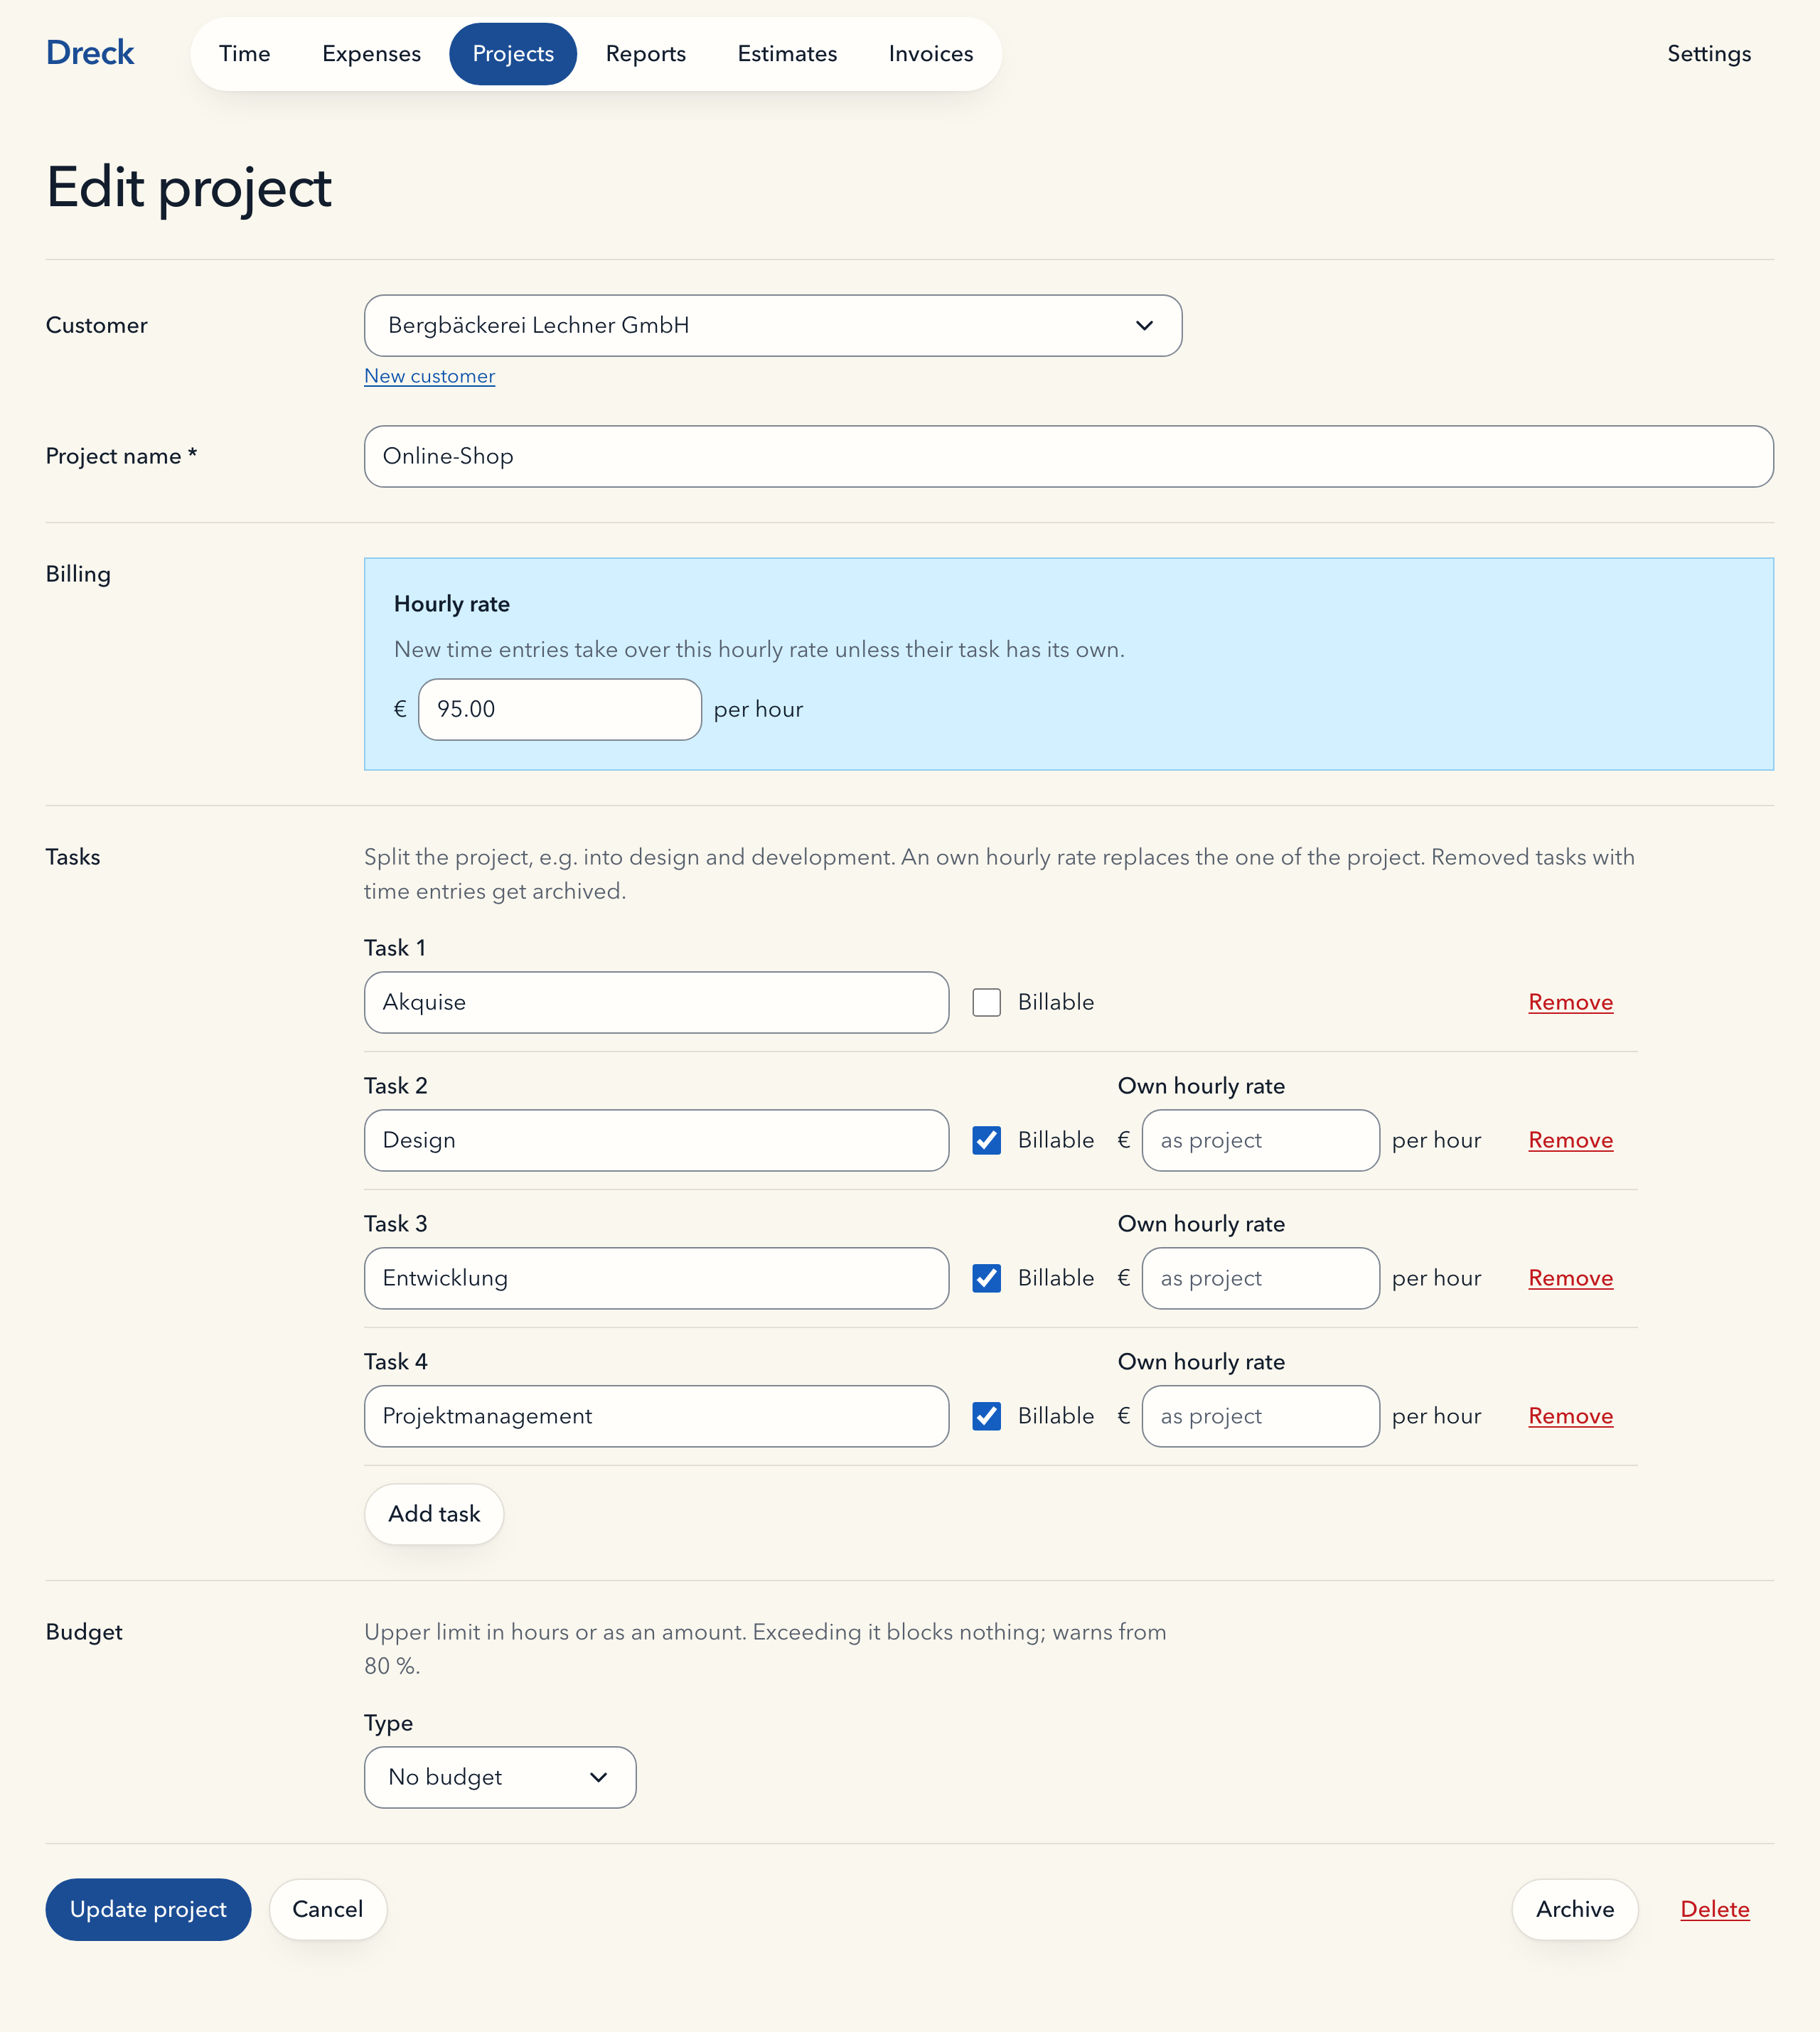 Dreck
Time Expenses Projects Reports Estimates Invoices
Settings
Edit project
Customer
Bergbäckerei Lechner GmbH
New customer
Project name *
Online-Shop
Billing
Hourly rate
New time entries take over this hourly rate unless their task has its own.
€ 95.00 per hour
Tasks
Split the project, e.g. into design and development. An own hourly rate replaces the one of the project. Removed tasks with
time entries get archived.
Task 1
Akquise Billable Remove
Task 2 Own hourly rate
Design Billable € as project per hour Remove
Task 3 Own hourly rate
Entwicklung Billable € as project per hour Remove
Task 4 Own hourly rate
Projektmanagement Billable € as project per hour Remove
Add task
Budget
Upper limit in hours or as an amount. Exceeding it blocks nothing; warns from
80 %.
Type
No budget
Update project Cancel Archive Delete